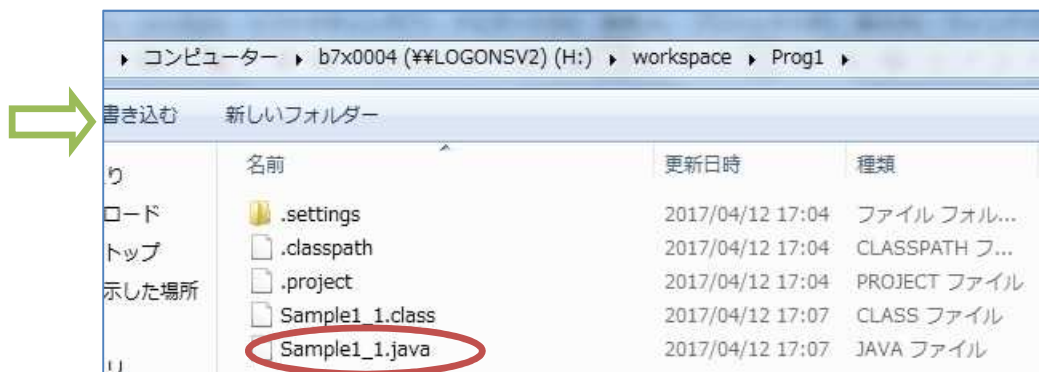 コンピューター ▸ b7x0004 (¥¥LOGONSV2) (H:) ▸ workspace ▸ Prog1 ▸
書き込む 新しいフォルダー
り 名前 更新日時 種類
ロード .settings 2017/04/12 17:04 ファイル フォル...
トップ .classpath 2017/04/12 17:04 CLASSPATH フ...
示した場所 .project 2017/04/12 17:04 PROJECT ファイル
Sample1_1.class 2017/04/12 17:07 CLASS ファイル
リ Sample1_1.java 2017/04/12 17:07 JAVA ファイル